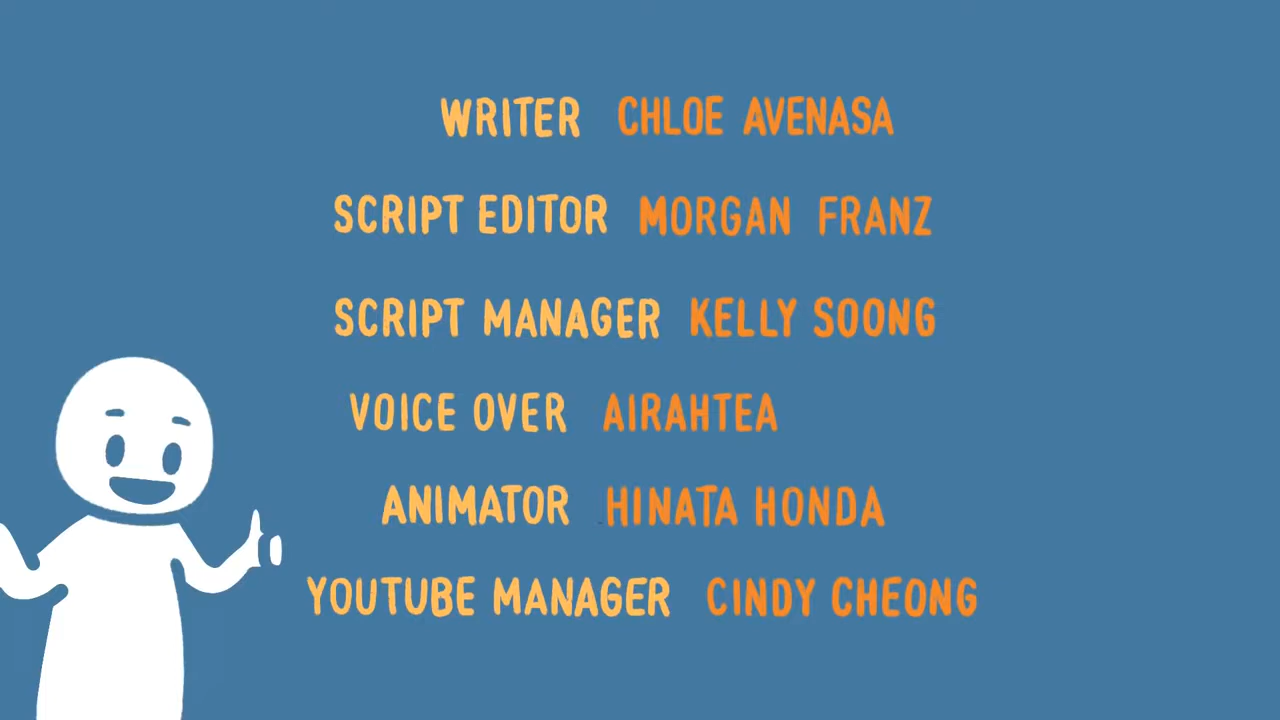 WRITER CHLOE AVENASA
SCRIPT EDITOR MORGAN FRANZ
SCRIPT MANAGER KELLY SOONG
VOICE OVER AIRAHTEA
ANIMATOR HINATA HONDA
YOUTUBE MANAGER CINDY CHEONG